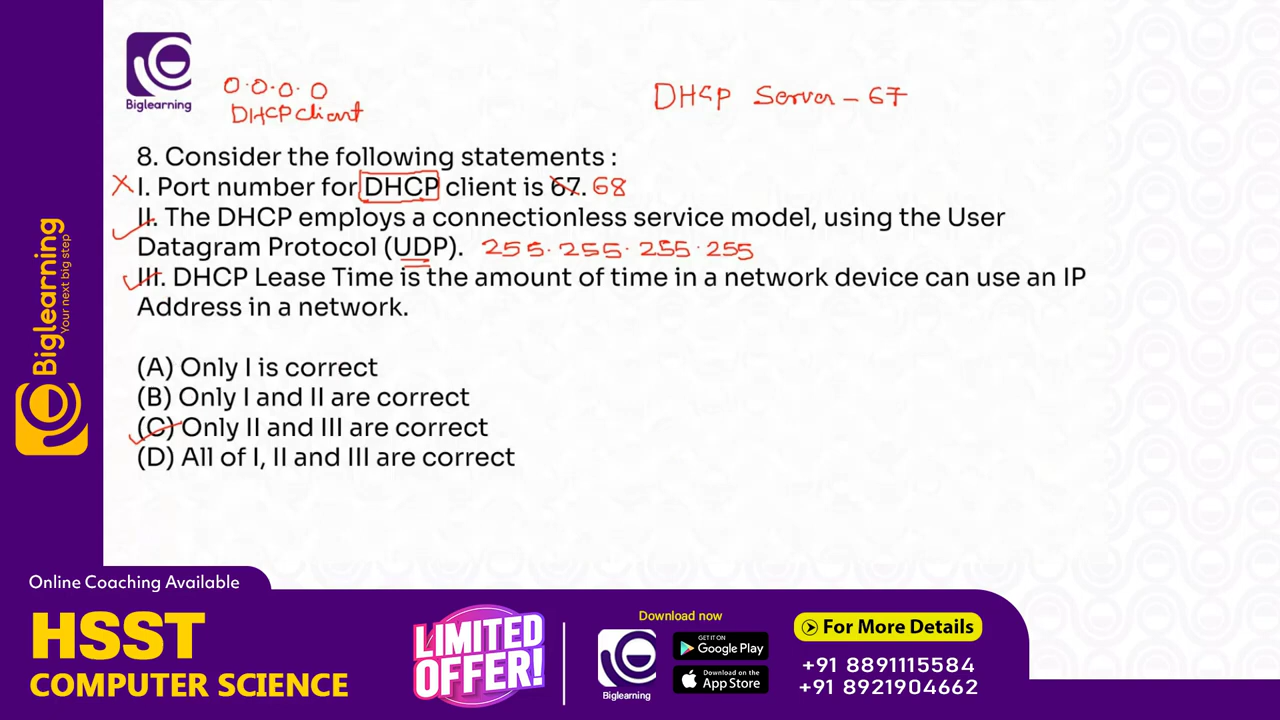 Biglearning
0.0.0.0
DHCP client
DHCP Server - 67
8. Consider the following statements :
I. Port number for DHCP client is 67. 68
II. The DHCP employs a connectionless service model, using the User
Datagram Protocol (UDP). 255.255.255.255
III. DHCP Lease Time is the amount of time in a network device can use an IP
Address in a network.
(A) Only I is correct
(B) Only I and II are correct
(C) Only II and III are correct
(D) All of I, II and III are correct
Biglearning
Your next big step
Online Coaching Available
HSST
COMPUTER SCIENCE
LIMITED
OFFER!
Download now
Biglearning
GET IT ON
Google Play
Download on the
App Store
For More Details
+91 8891115584
+91 8921904662